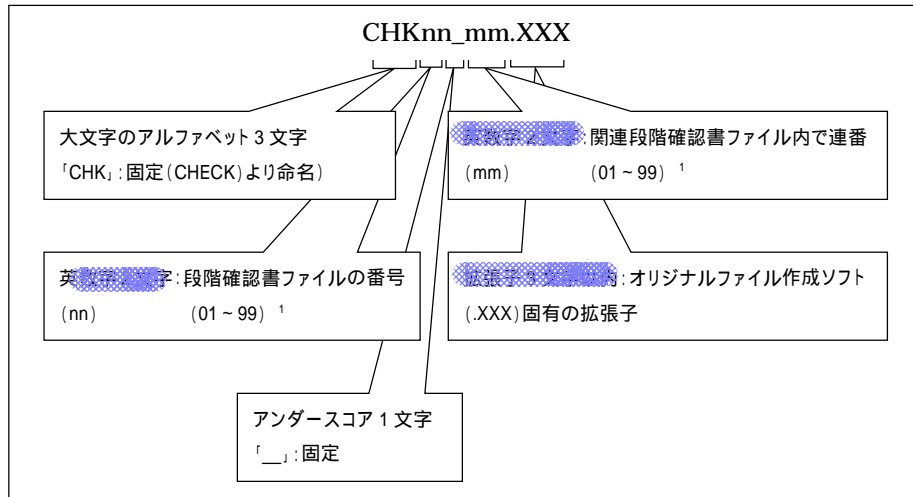 CHKnn_mm.XXX
大文字のアルファベット3文字
「CHK」:固定(CHECK)より命名)
:関連段階確認書ファイル内で連番
(mm) (01~99) 1
英 字:段階確認書ファイルの番号
(nn) (01~99) 1
:オリジナルファイル作成ソフト
(.XXX)固有の拡張子
アンダースコア1文字
「__」:固定